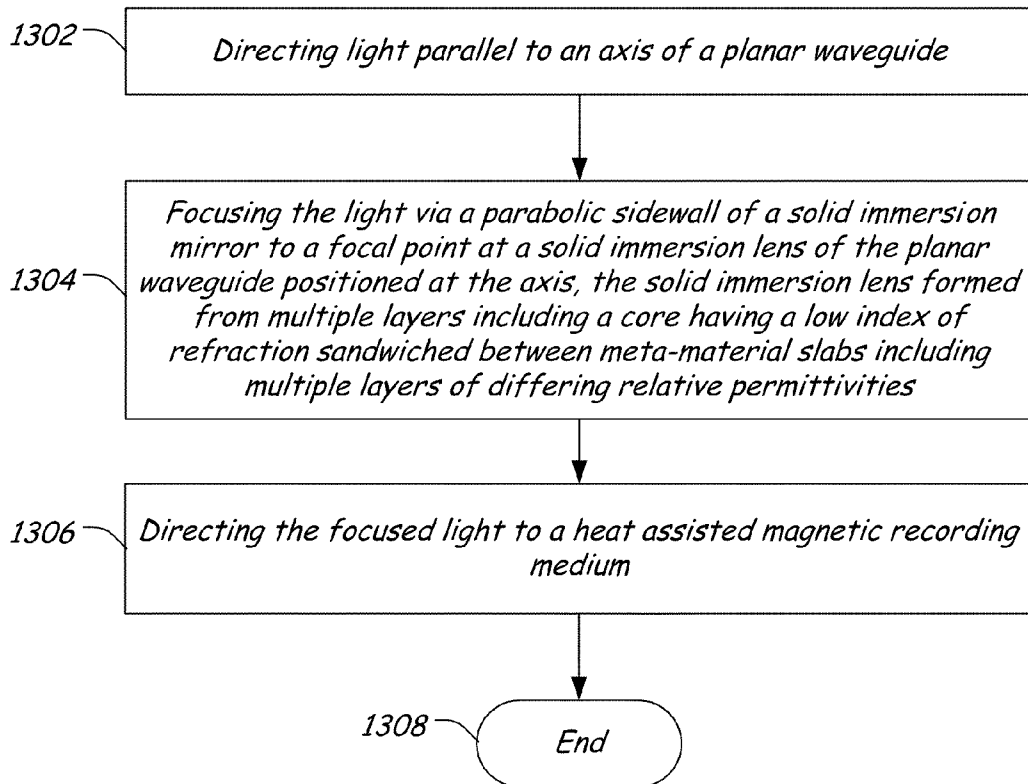 1302
Directing light parallel to an axis of a planar waveguide
1304
Focusing the light via a parabolic sidewall of a solid immersion
mirror to a focal point at a solid immersion lens of the planar
waveguide positioned at the axis, the solid immersion lens formed
from multiple layers including a core having a low index of
refraction sandwiched between meta-material slabs including
multiple layers of differing relative permittivities
1306
Directing the focused light to a heat assisted magnetic recording
medium
1308
End